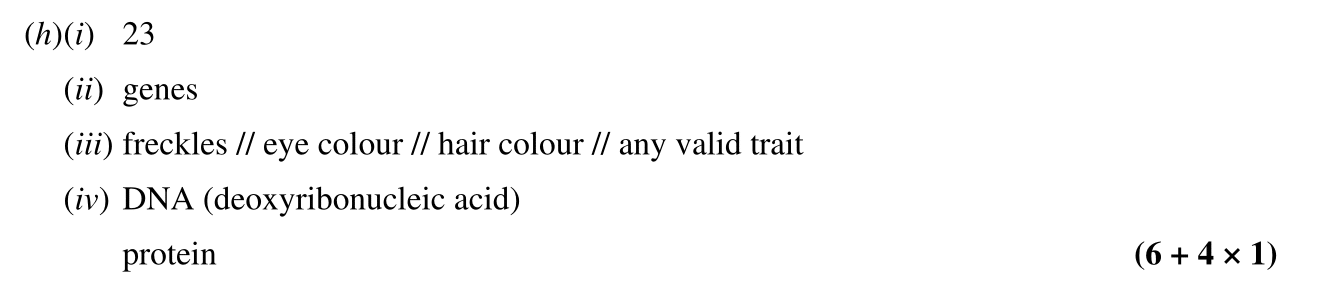 (h)(i) 23
(ii) genes
(iii) freckles // eye colour // hair colour // any valid trait
(iv) DNA (deoxyribonucleic acid)
protein (6 + 4 × 1)